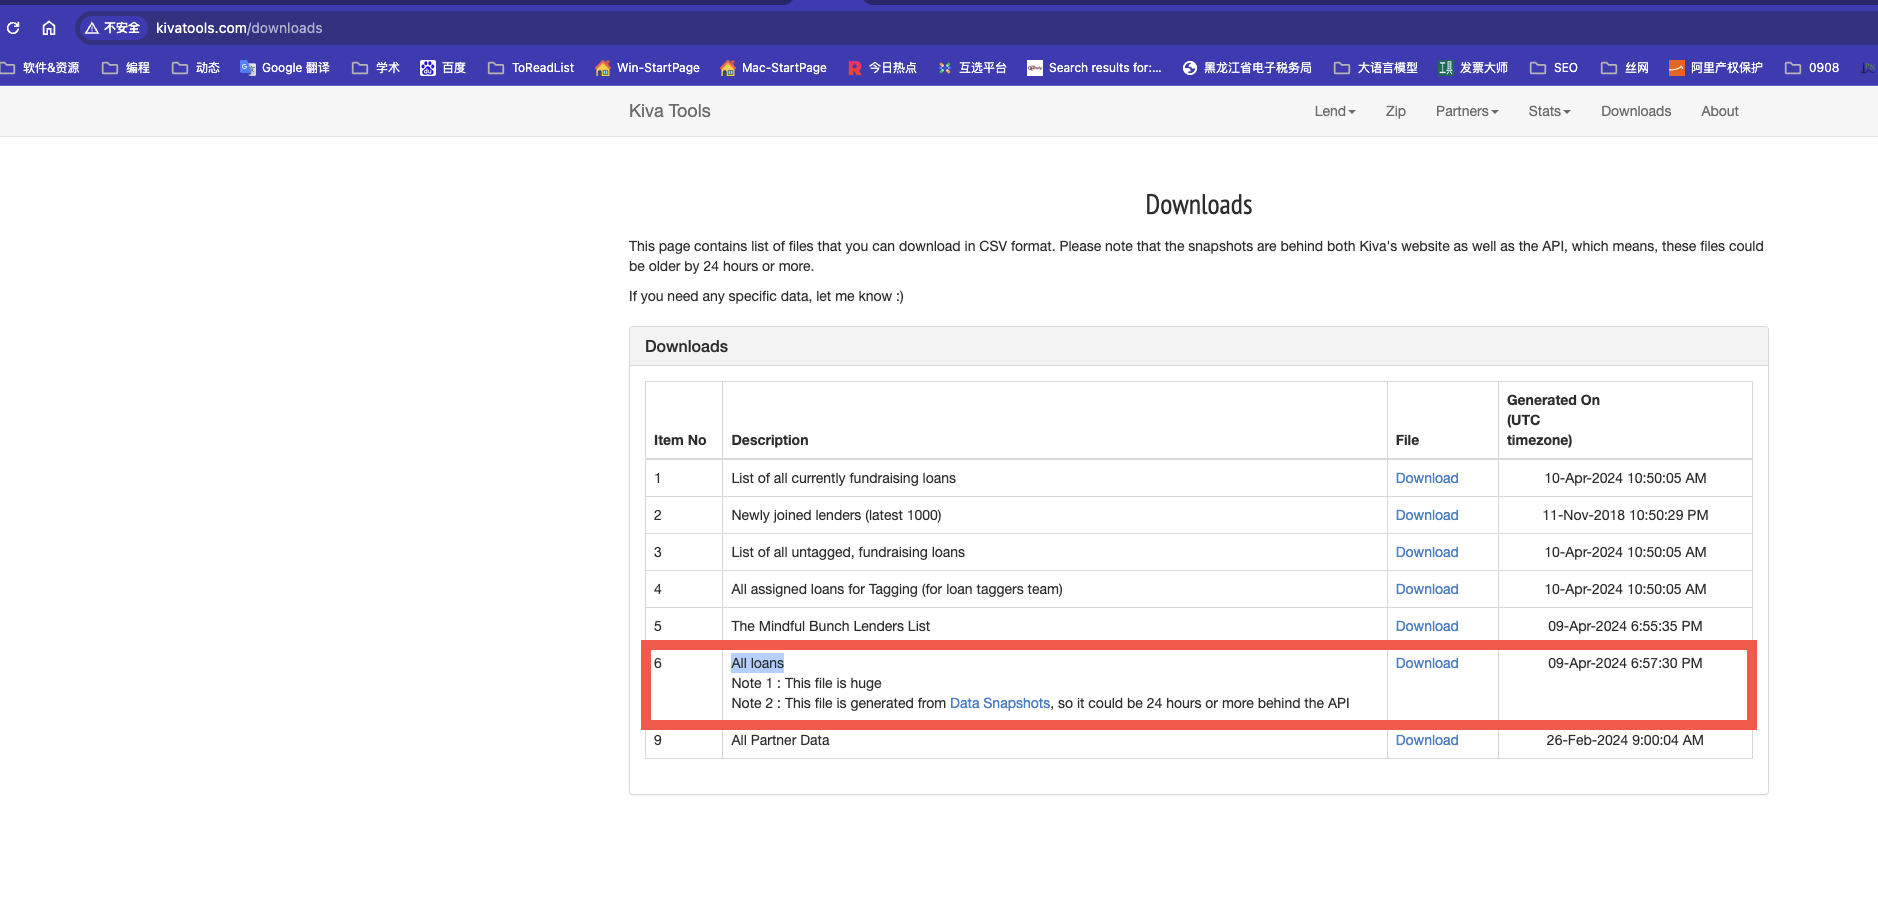 不安全 kivatools.com/downloads
软件&资源 编程 动态 Google 翻译 学术 百度 ToReadList Win-StartPage Mac-StartPage 今日热点 互选平台 Search results for:... 黑龙江省电子税务局 大语言模型 发票大师 SEO 丝网 阿里产权保护 0908
Kiva Tools Lend Zip Partners Stats Downloads About
Downloads
This page contains list of files that you can download in CSV format. Please note that the snapshots are behind both Kiva's website as well as the API, which means, these files could
be older by 24 hours or more.
If you need any specific data, let me know :)
Downloads
Generated On
(UTC
Item No Description File timezone)
1 List of all currently fundraising loans Download 10-Apr-2024 10:50:05 AM
2 Newly joined lenders (latest 1000) Download 11-Nov-2018 10:50:29 PM
3 List of all untagged, fundraising loans Download 10-Apr-2024 10:50:05 AM
4 All assigned loans for Tagging (for loan taggers team) Download 10-Apr-2024 10:50:05 AM
5 The Mindful Bunch Lenders List Download 09-Apr-2024 6:55:35 PM
6 All loans Download 09-Apr-2024 6:57:30 PM
Note 1 : This file is huge
Note 2 : This file is generated from Data Snapshots, so it could be 24 hours or more behind the API
9 All Partner Data Download 26-Feb-2024 9:00:04 AM